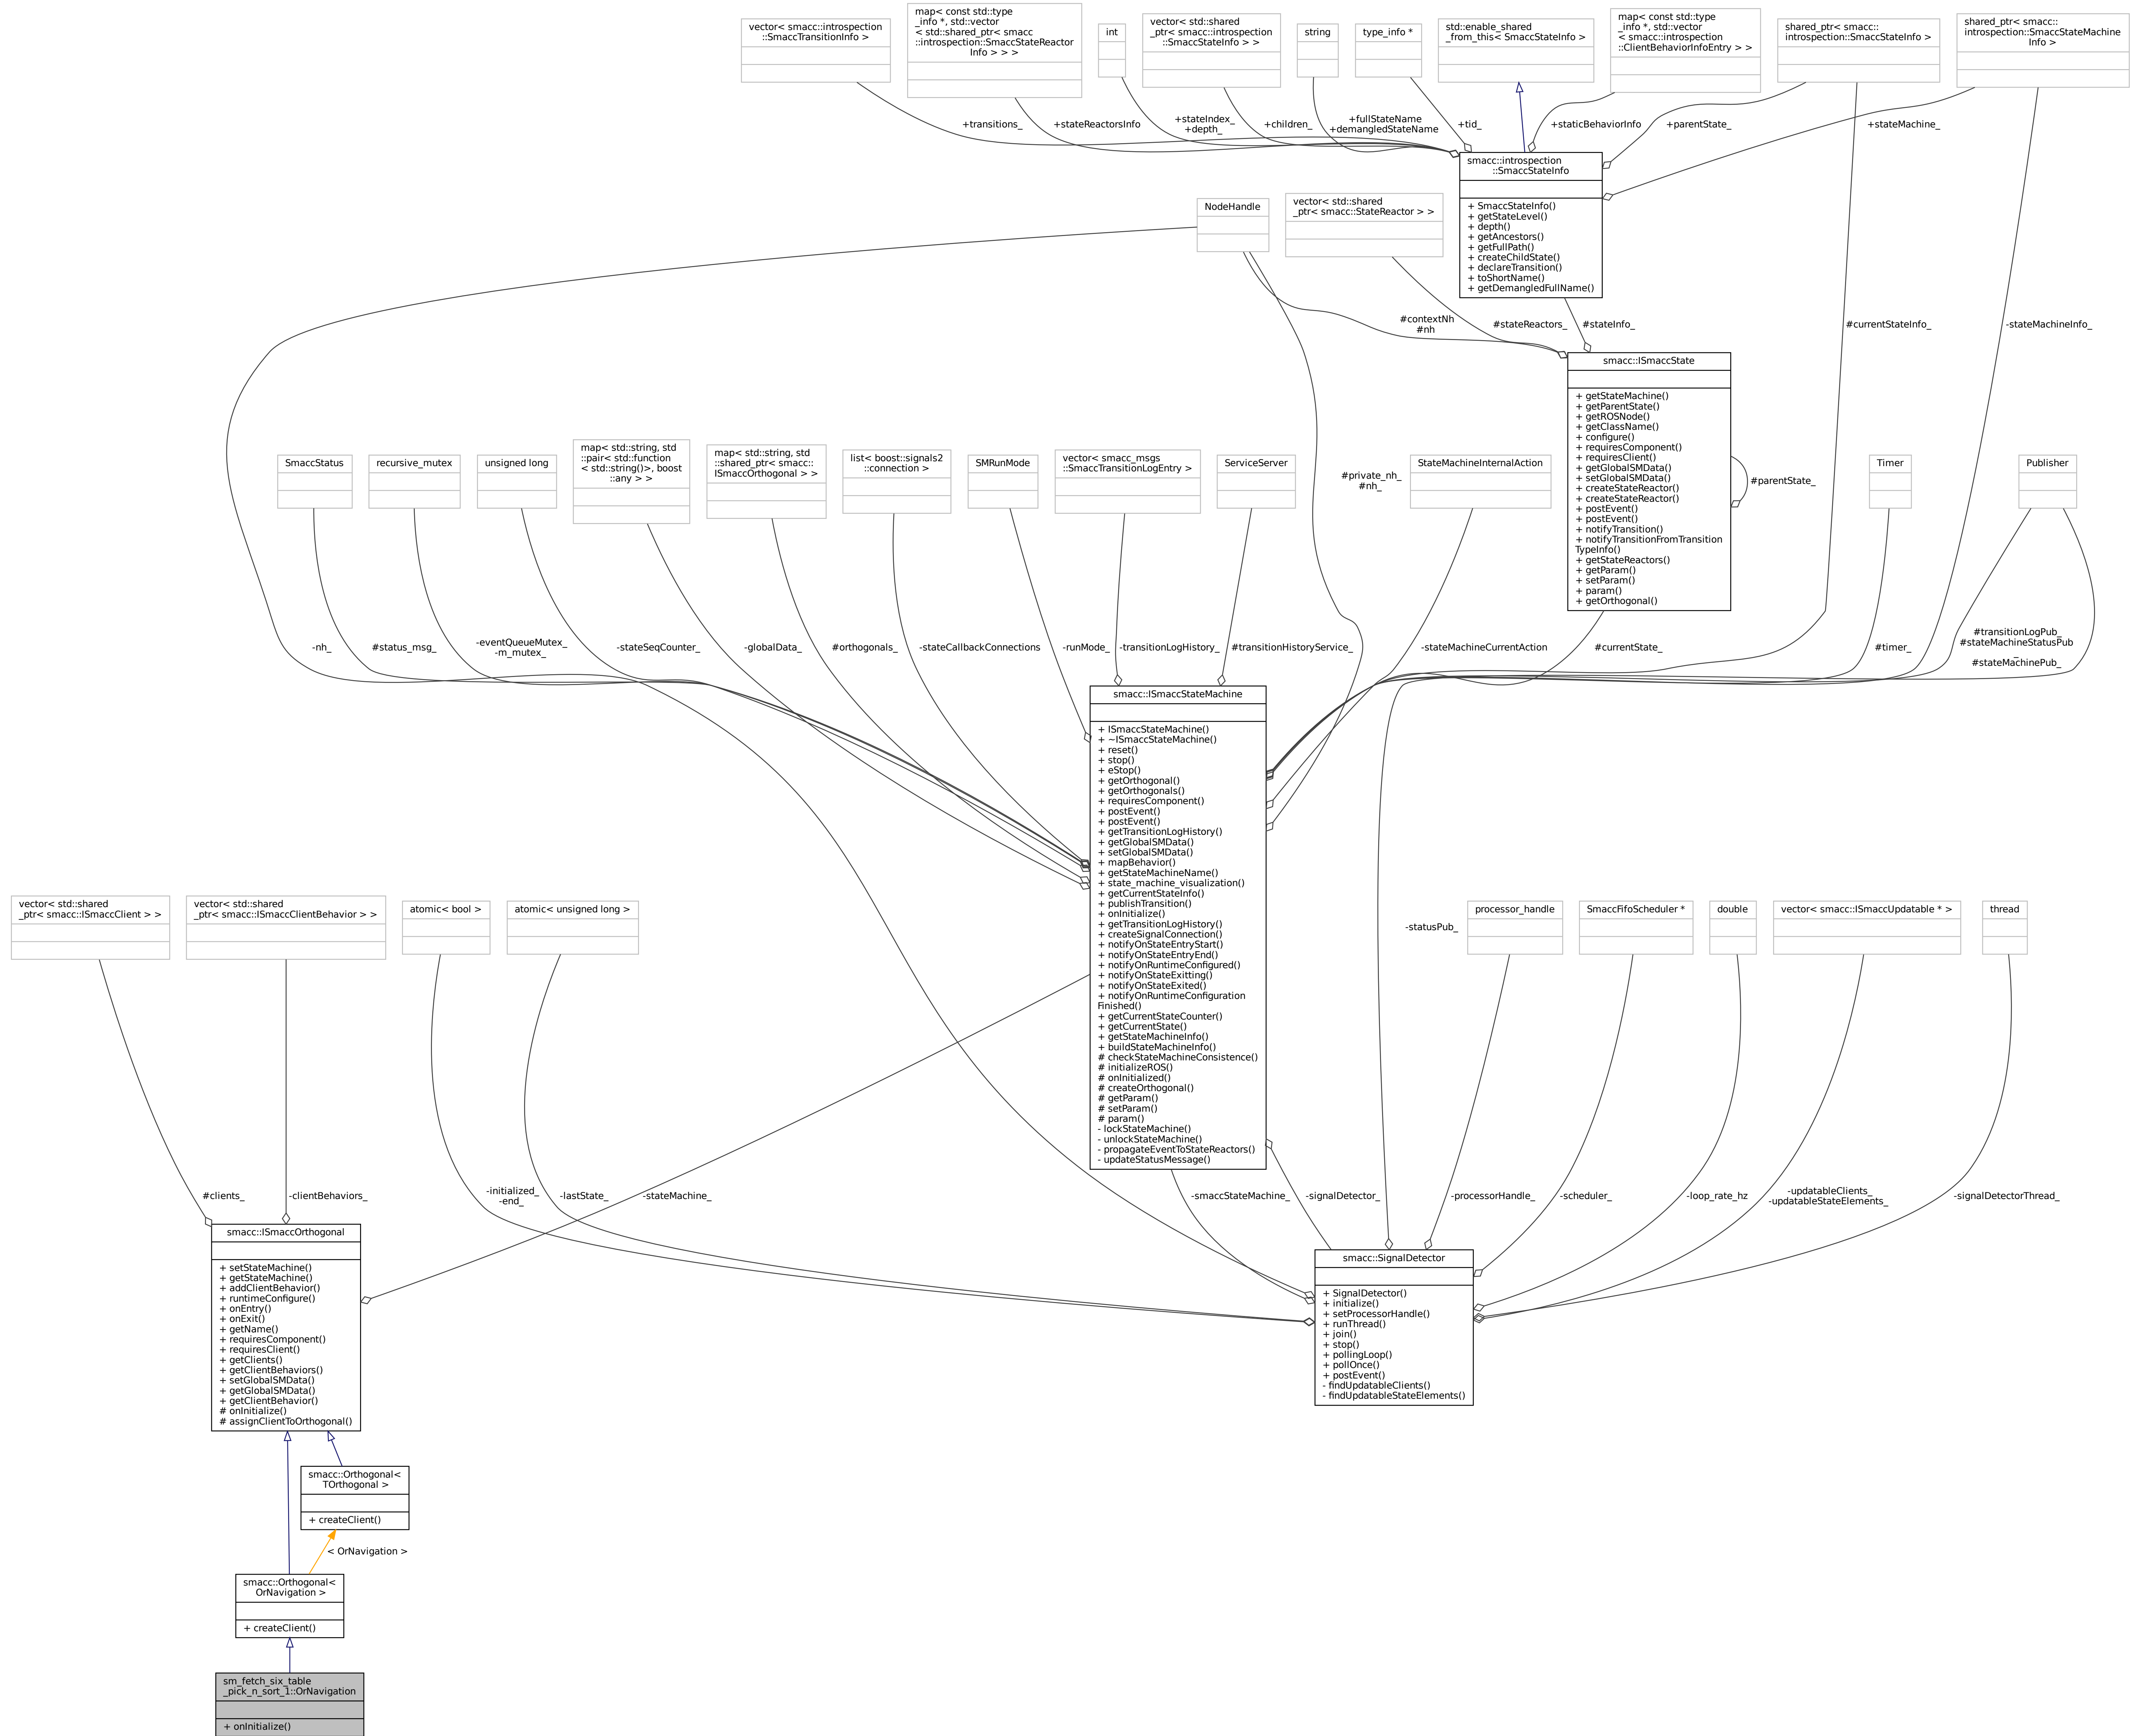 vector< smacc::introspection
::SmaccTransitionInfo >
map< const std::type
_info *, std::vector
< std::shared_ptr< smacc
::introspection::SmaccStateReactor
Info > > >
int
vector< std::shared
_ptr< smacc::introspection
::SmaccStateInfo > >
string
type_info *
std::enable_shared
_from_this< SmaccStateInfo >
map< const std::type
_info *, std::vector
< smacc::introspection
::ClientBehaviorInfoEntry > >
shared_ptr< smacc::
introspection::SmaccStateInfo >
shared_ptr< smacc::
introspection::SmaccStateMachine
Info >
+transitions_
+stateReactorsInfo
+stateIndex_
+depth_
+children_
+fullStateName
+demangledStateName
+tid_
+staticBehaviorInfo
+parentState_
+stateMachine_
smacc::introspection
::SmaccStateInfo
+ SmaccStateInfo()
+ getStateLevel()
+ depth()
+ getAncestors()
+ getFullPath()
+ createChildState()
+ declareTransition()
+ toShortName()
+ getDemangledFullName()
NodeHandle
vector< std::shared
_ptr< smacc::StateReactor > >
#contextNh
#nh
#stateReactors_
#stateInfo_
#currentStateInfo_
-stateMachineInfo_
smacc::ISmaccState
+ getStateMachine()
+ getParentState()
+ getROSNode()
+ getClassName()
+ configure()
+ requiresComponent()
+ requiresClient()
+ getGlobalSMData()
+ setGlobalSMData()
+ createStateReactor()
+ createStateReactor()
+ postEvent()
+ postEvent()
+ notifyTransition()
+ notifyTransitionFromTransition
TypeInfo()
+ getStateReactors()
+ getParam()
+ setParam()
+ param()
+ getOrthogonal()
#parentState_
SmaccStatus
recursive_mutex
unsigned long
map< std::string, std
::pair< std::function
< std::string()>, boost
::any > >
map< std::string, std
::shared_ptr< smacc::
ISmaccOrthogonal > >
list< boost::signals2
::connection >
SMRunMode
vector< smacc_msgs
::SmaccTransitionLogEntry >
ServiceServer
#private_nh_
#nh_
StateMachineInternalAction
Timer
Publisher
-nh_
#status_msg_
-eventQueueMutex_
-m_mutex_
-stateSeqCounter_
-globalData_
#orthogonals_
-stateCallbackConnections
-runMode_
-transitionLogHistory_
#transitionHistoryService_
-stateMachineCurrentAction
#currentState_
#timer_
#transitionLogPub_
#stateMachineStatusPub
_
#stateMachinePub_
smacc::ISmaccStateMachine
+ ISmaccStateMachine()
+ ~ISmaccStateMachine()
+ reset()
+ stop()
+ eStop()
+ getOrthogonal()
+ getOrthogonals()
+ requiresComponent()
+ postEvent()
+ postEvent()
+ getTransitionLogHistory()
+ getGlobalSMData()
+ setGlobalSMData()
+ mapBehavior()
+ getStateMachineName()
+ state_machine_visualization()
+ getCurrentStateInfo()
+ publishTransition()
+ onInitialize()
+ getTransitionLogHistory()
+ createSignalConnection()
+ notifyOnStateEntryStart()
+ notifyOnStateEntryEnd()
+ notifyOnRuntimeConfigured()
+ notifyOnStateExitting()
+ notifyOnStateExited()
+ notifyOnRuntimeConfiguration
Finished()
+ getCurrentStateCounter()
+ getCurrentState()
+ getStateMachineInfo()
+ buildStateMachineInfo()
# checkStateMachineConsistence()
# initializeROS()
# onInitialized()
# createOrthogonal()
# getParam()
# setParam()
# param()
- lockStateMachine()
- unlockStateMachine()
- propagateEventToStateReactors()
- updateStatusMessage()
vector< std::shared
_ptr< smacc::ISmaccClient > >
vector< std::shared
_ptr< smacc::ISmaccClientBehavior > >
atomic< bool >
atomic< unsigned long >
-statusPub_
processor_handle
SmaccFifoScheduler *
double
vector< smacc::ISmaccUpdatable * >
thread
#clients_
-clientBehaviors_
-initialized_
-end_
-lastState_
-stateMachine_
-smaccStateMachine_
-signalDetector_
-processorHandle_
-scheduler_
-loop_rate_hz
-updatableClients_
-updatableStateElements_
-signalDetectorThread_
smacc::ISmaccOrthogonal
+ setStateMachine()
+ getStateMachine()
+ addClientBehavior()
+ runtimeConfigure()
+ onEntry()
+ onExit()
+ getName()
+ requiresComponent()
+ requiresClient()
+ getClients()
+ getClientBehaviors()
+ setGlobalSMData()
+ getGlobalSMData()
+ getClientBehavior()
# onInitialize()
# assignClientToOrthogonal()
smacc::SignalDetector
+ SignalDetector()
+ initialize()
+ setProcessorHandle()
+ runThread()
+ join()
+ stop()
+ pollingLoop()
+ pollOnce()
+ postEvent()
- findUpdatableClients()
- findUpdatableStateElements()
smacc::Orthogonal<
TOrthogonal >
+ createClient()
< OrNavigation >
smacc::Orthogonal<
OrNavigation >
+ createClient()
sm_fetch_six_table
_pick_n_sort_1::OrNavigation
+ onInitialize()